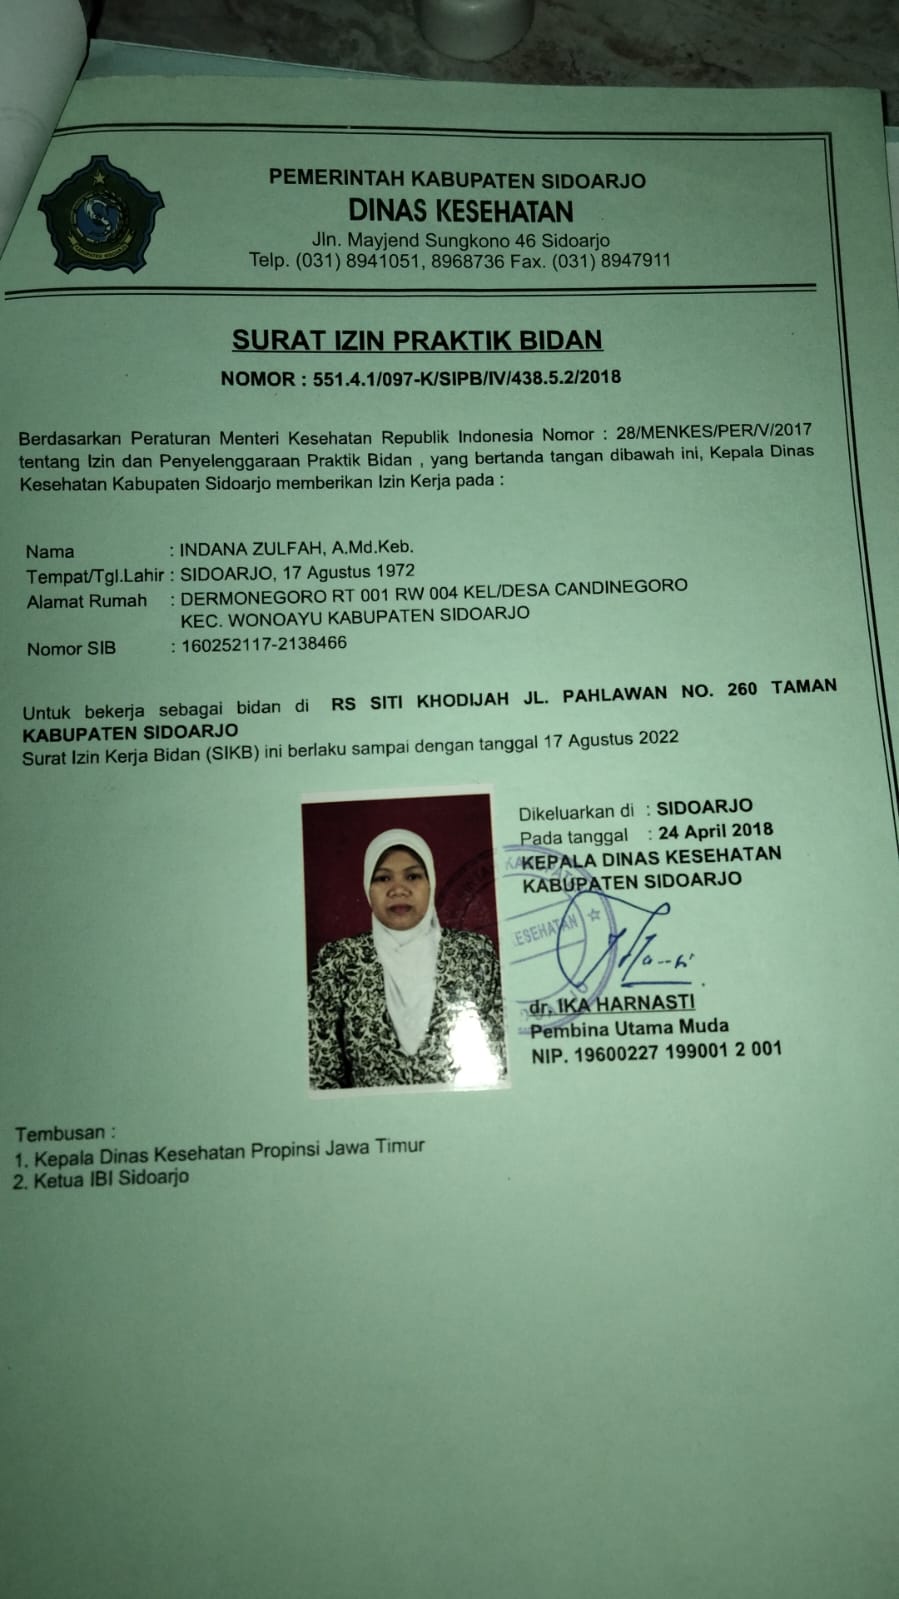 PEMERINTAH KABUPATEN SIDOARJO
DINAS KESEHATAN
Jln. Mayjend Sungkono 46 Sidoarjo
Telp. (031) 8941051, 8968736 Fax. (031) 8947911
SURAT IZIN PRAKTIK BIDAN
NOMOR : 551.4.1/097-K/SIPB/IV/438.5.2/2018
Berdasarkan Peraturan Menteri Kesehatan Republik Indonesia Nomor : 28/MENKES/PER/V/2017
tentang Izin dan Penyelenggaraan Praktik Bidan , yang bertanda tangan dibawah ini, Kepala Dinas
Kesehatan Kabupaten Sidoarjo memberikan Izin Kerja pada :
Nama : INDANA ZULFAH, A.Md.Keb.
Tempat/Tgl.Lahir : SIDOARJO, 17 Agustus 1972
Alamat Rumah : DERMONEGORO RT 001 RW 004 KEL/DESA CANDINEGORO
KEC. WONOAYU KABUPATEN SIDOARJO
Nomor SIB : 160252117-2138466
Untuk bekerja sebagai bidan di RS SITI KHODIJAH JL. PAHLAWAN NO. 260 TAMAN
KABUPATEN SIDOARJO
Surat Izin Kerja Bidan (SIKB) ini berlaku sampai dengan tanggal 17 Agustus 2022
Dikeluarkan di : SIDOARJO
Pada tanggal : 24 April 2018
KEPALA DINAS KESEHATAN
KABUPATEN SIDOARJO
dr. IKA HARNASTI
Pembina Utama Muda
NIP. 19600227 199001 2 001
Tembusan :
1. Kepala Dinas Kesehatan Propinsi Jawa Timur
2. Ketua IBI Sidoarjo